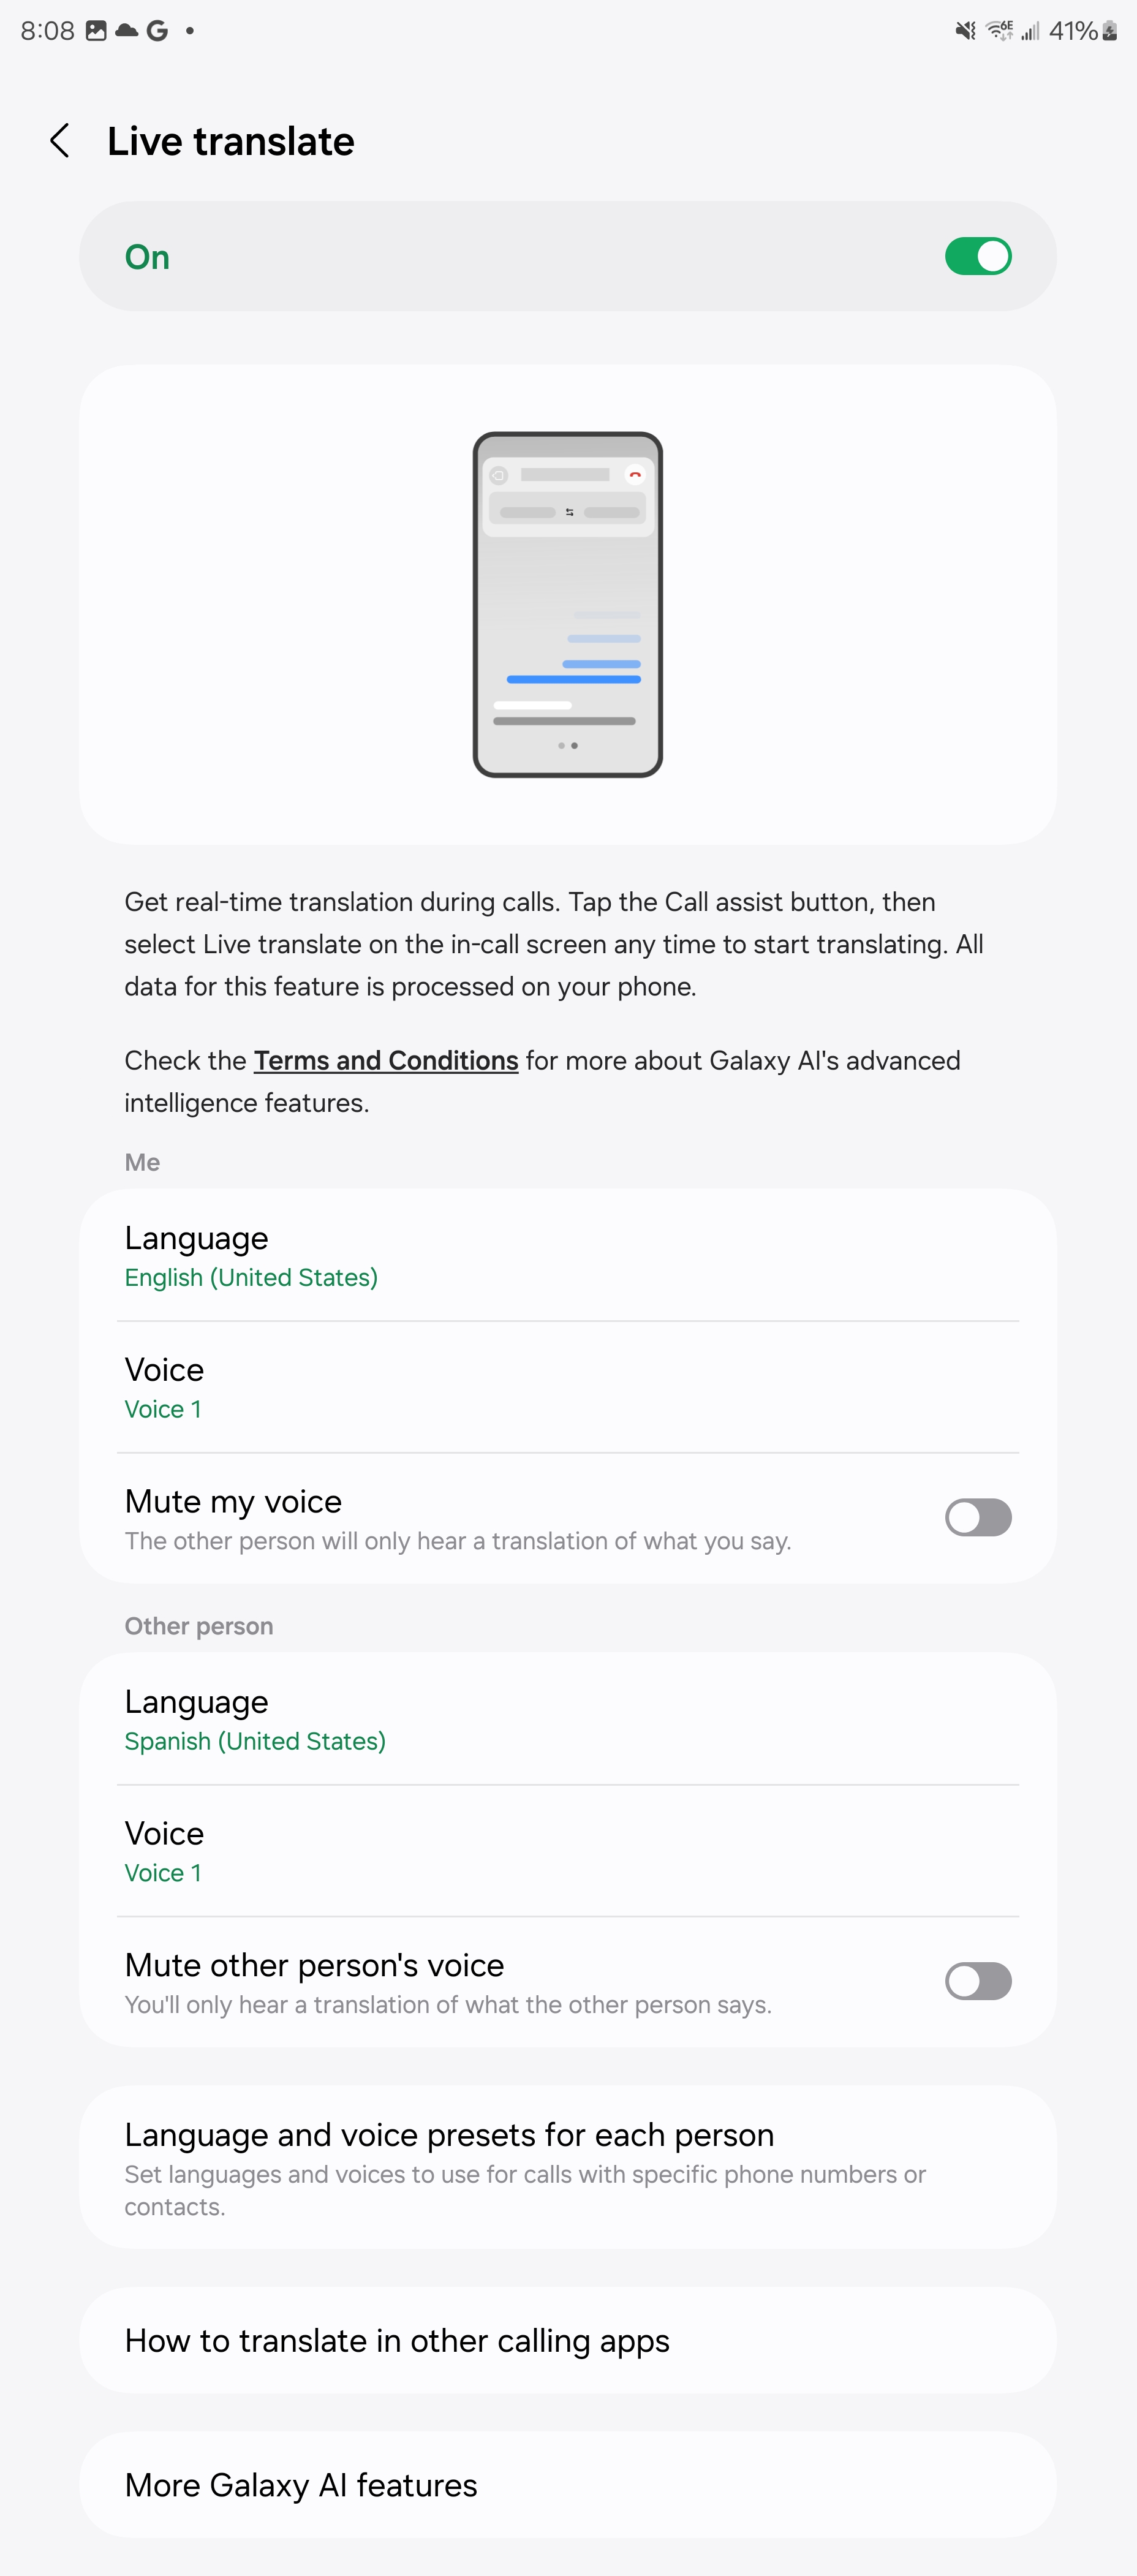 8:08
G
6E
41%
Live translate
On
Get real-time translation during calls. Tap the Call assist button, then
select Live translate on the in-call screen any time to start translating. All
data for this feature is processed on your phone.
Check the Terms and Conditions for more about Galaxy AI's advanced
intelligence features.
Me
Language
English (United States)
Voice
Voice 1
Mute my voice
The other person will only hear a translation of what you say.
Other person
Language
Spanish (United States)
Voice
Voice 1
Mute other person's voice
You'll only hear a translation of what the other person says.
Language and voice presets for each person
Set languages and voices to use for calls with specific phone numbers or
contacts.
How to translate in other calling apps
More Galaxy AI features